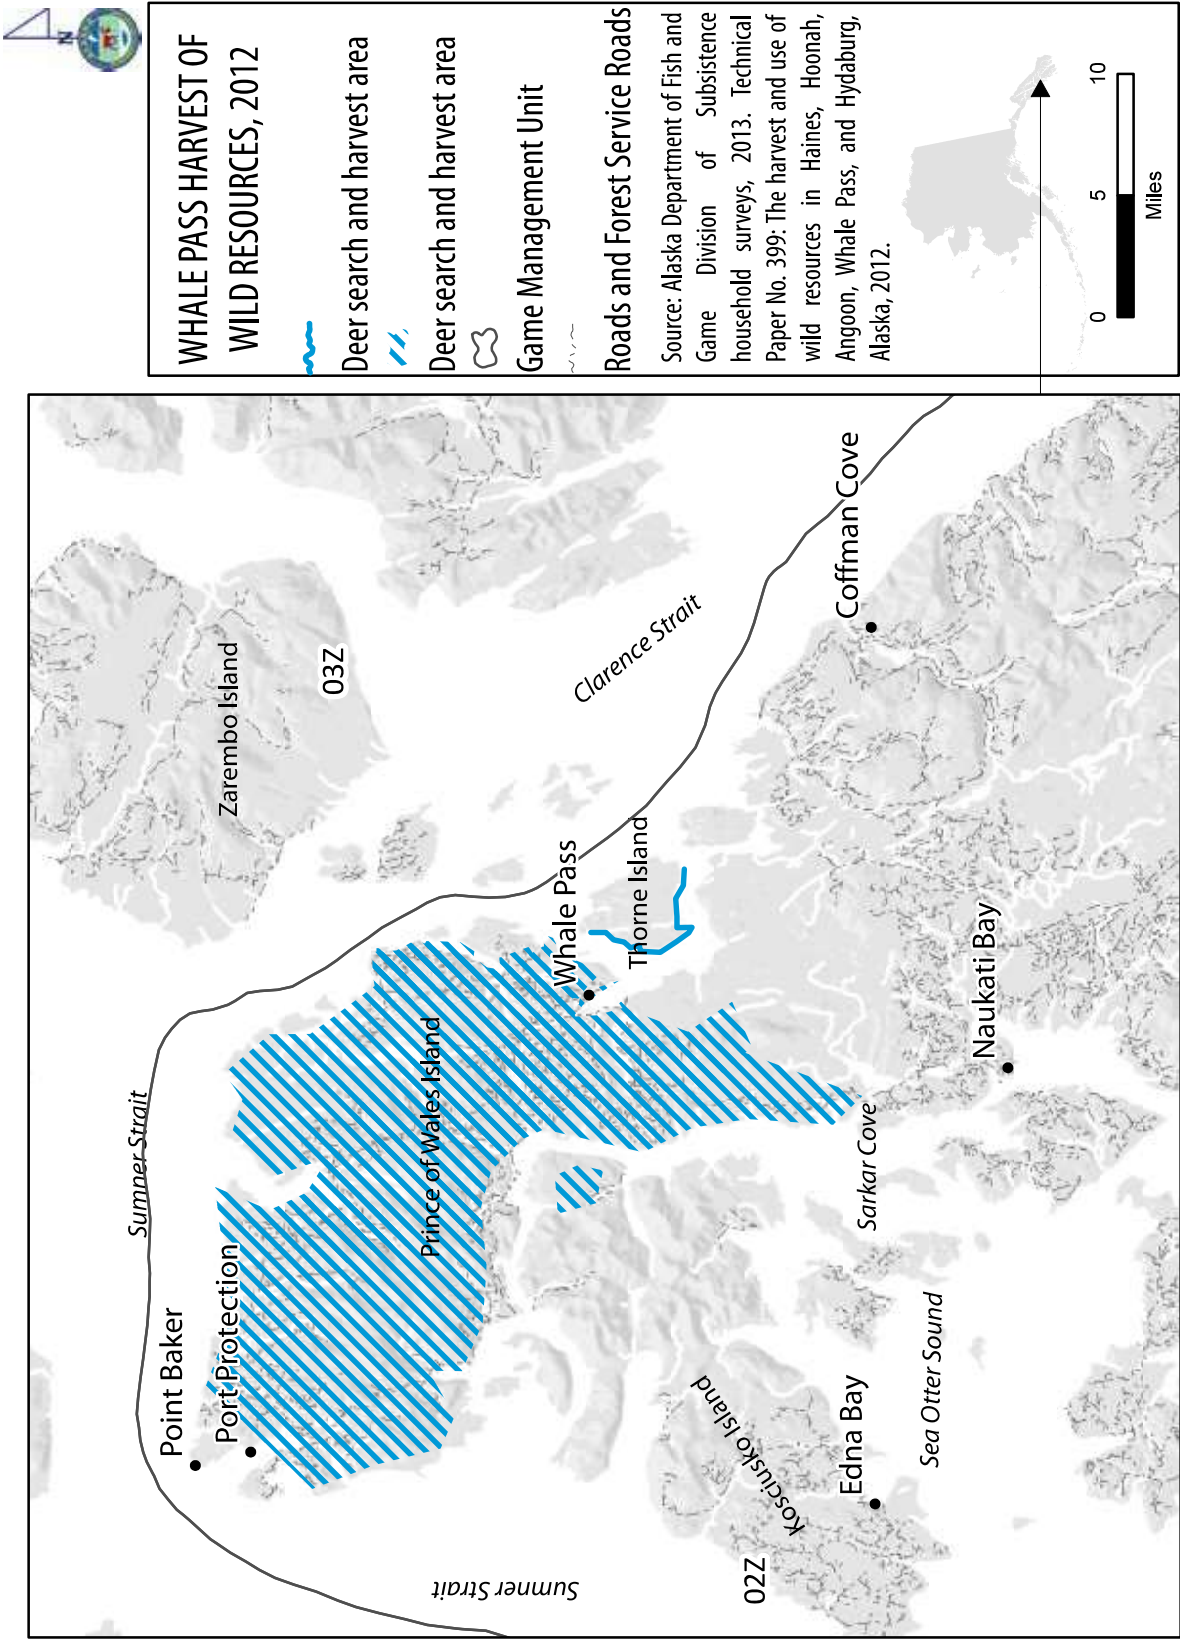 WHALE PASS HARVEST OF
WILD RESOURCES, 2012
Deer search and harvest area
Deer search and harvest area
Game Management Unit
Roads and Forest Service Roads
Source: Alaska Department of Fish and
Game Division of Subsistence
household surveys, 2013. Technical
Paper No. 399: The harvest and use of
wild resources in Haines, Hoonah,
Angoon, Whale Pass, and Hydaburg,
Alaska, 2012.
0 5 10
Miles
N
Sumner Strait
Point Baker
Port Protection
Zarembo Island
03Z
Prince of Wales Island
Sumner Strait
Whale Pass
Thorne Island
Clarence Strait
Kosciusko Island
02Z
Edna Bay
Sarkar Cove
Coffman Cove
Sea Otter Sound
Naukati Bay